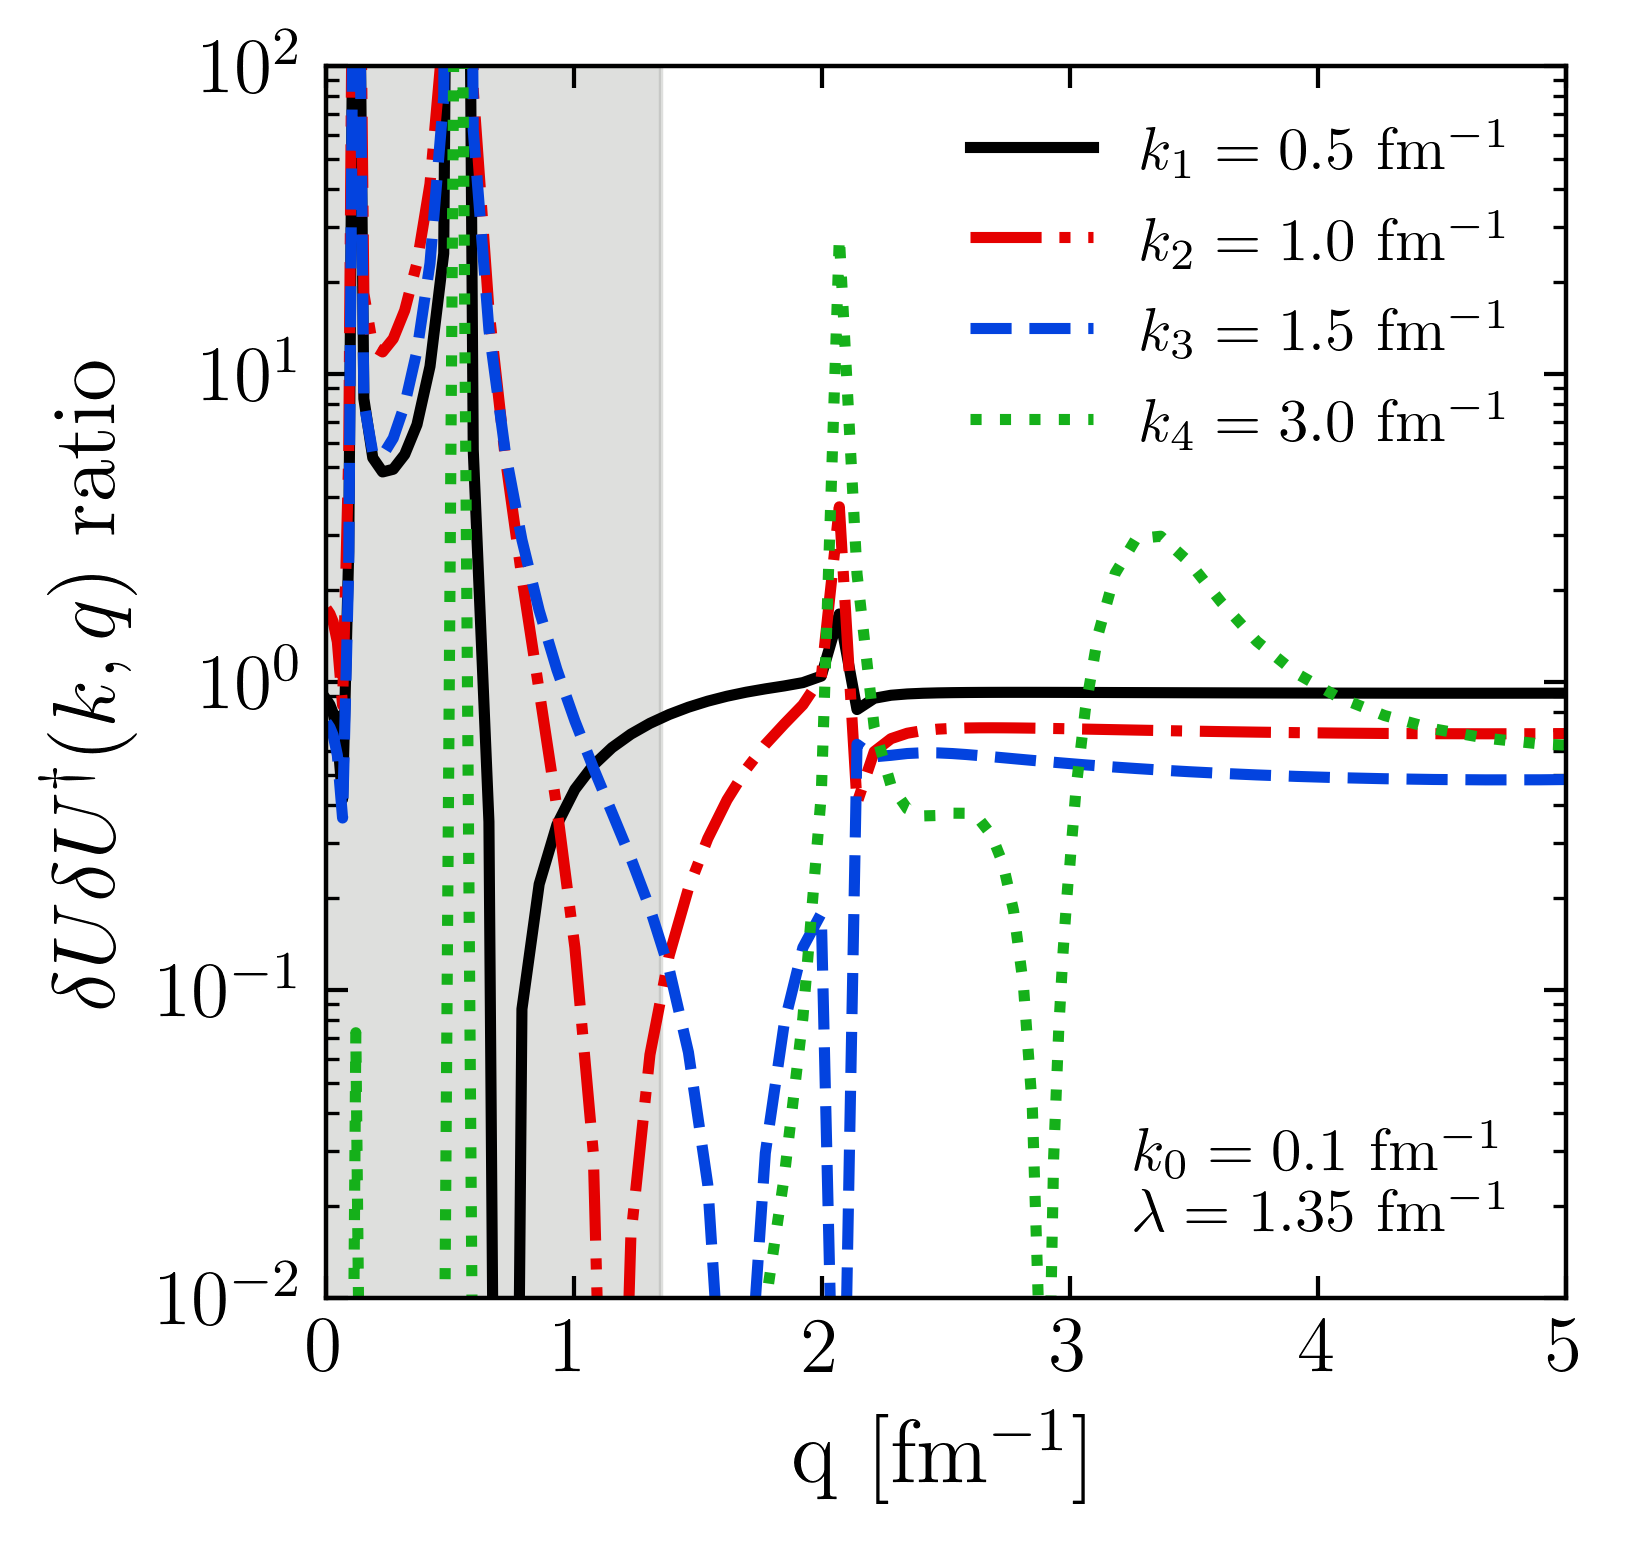 δUδU†(k, q) ratio
10²
10¹
10⁰
10⁻¹
10⁻²
k₁ = 0.5 fm⁻¹
k₂ = 1.0 fm⁻¹
k₃ = 1.5 fm⁻¹
k₄ = 3.0 fm⁻¹
k₀ = 0.1 fm⁻¹
λ = 1.35 fm⁻¹
0 1 2 3 4 5
q [fm⁻¹]